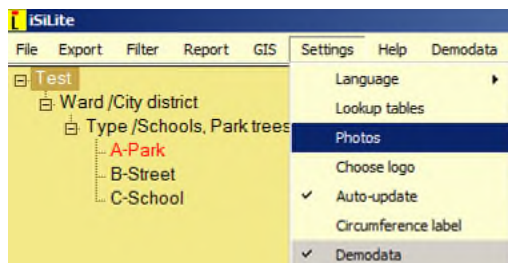 iSiLite
File Export Filter Report GIS Settings Help Demodata
Test
Ward /City district
Type /Schools, Park trees
A-Park
B-Street
C-School
Language
Lookup tables
Photos
Choose logo
Auto-update
Circumference label
Demodata